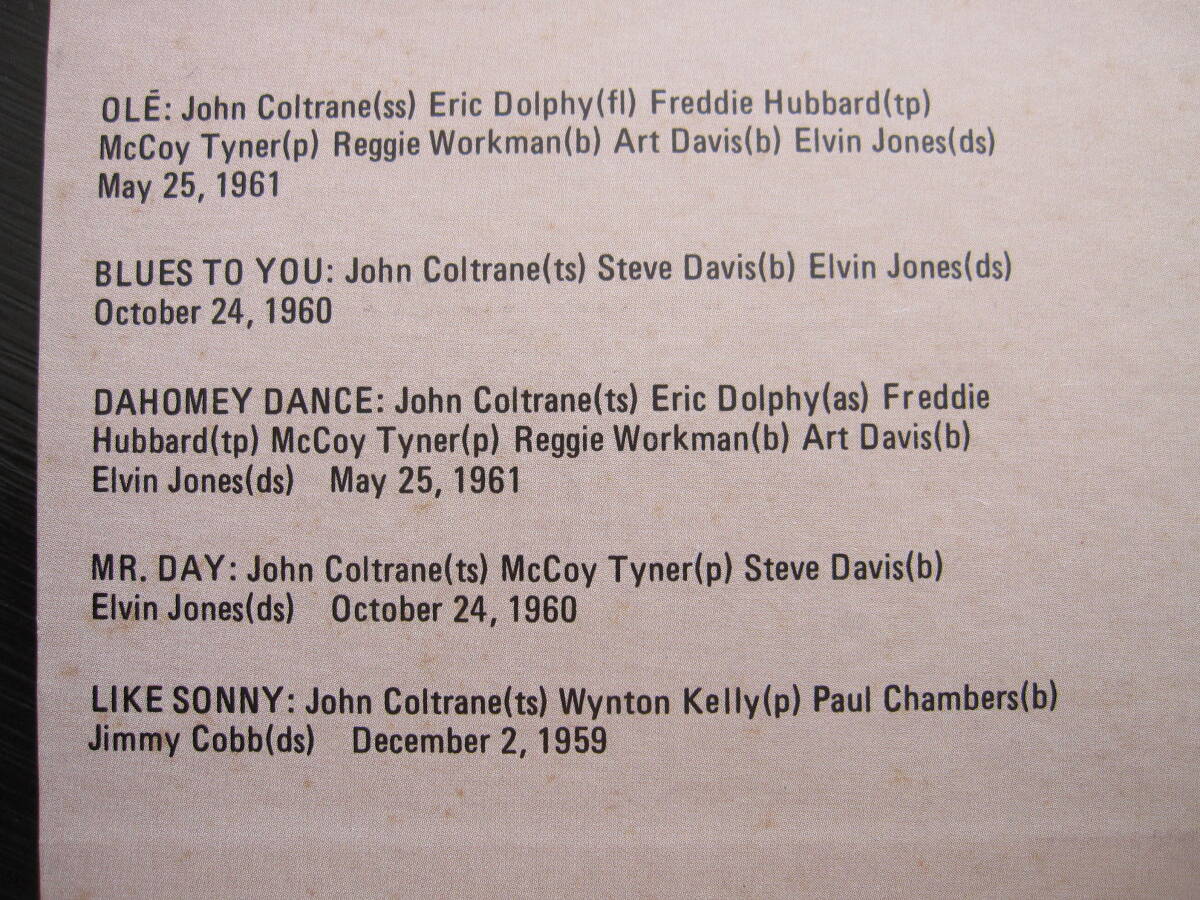 OLĒ: John Coltrane(ss) Eric Dolphy(fl) Freddie Hubbard(tp)
McCoy Tyner(p) Reggie Workman(b) Art Davis(b) Elvin Jones(ds)
May 25, 1961
BLUES TO YOU: John Coltrane(ts) Steve Davis(b) Elvin Jones(ds)
October 24, 1960
DAHOMEY DANCE: John Coltrane(ts) Eric Dolphy(as) Freddie
Hubbard(tp) McCoy Tyner(p) Reggie Workman(b) Art Davis(b)
Elvin Jones(ds) May 25, 1961
MR. DAY: John Coltrane(ts) McCoy Tyner(p) Steve Davis(b)
Elvin Jones(ds) October 24, 1960
LIKE SONNY: John Coltrane(ts) Wynton Kelly(p) Paul Chambers(b)
Jimmy Cobb(ds) December 2, 1959